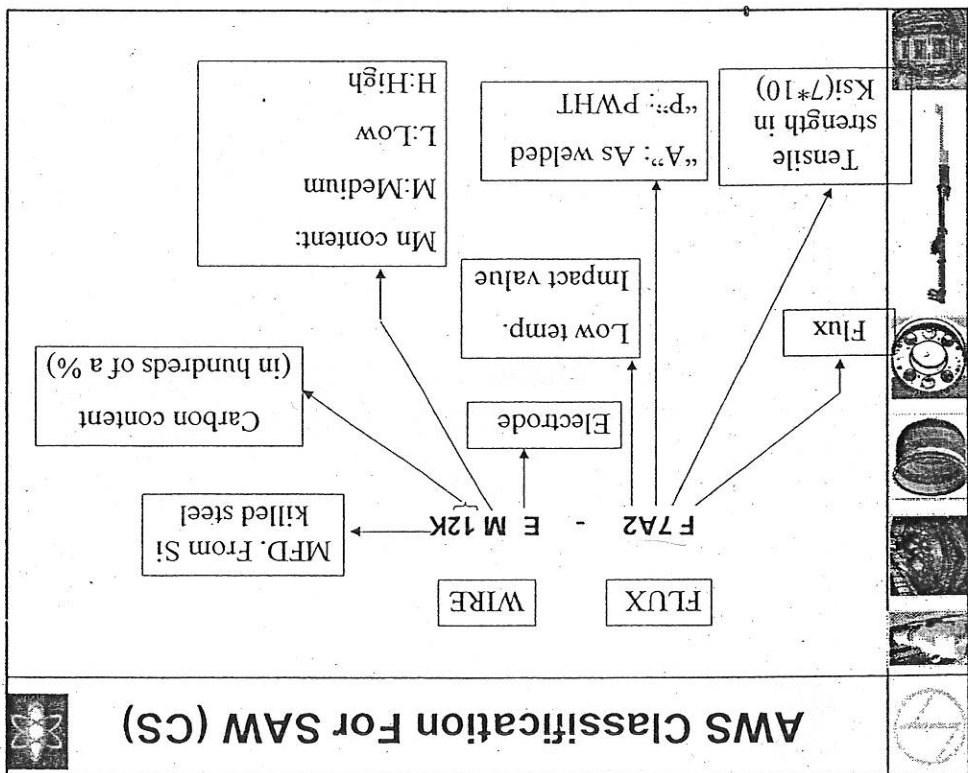 AWS Classification For SAW (CS)
FLUX
WIRE
F7A2 - E M 12K
MFD. From Si
killed steel
Electrode
Carbon content
(in hundreds of a %)
Flux
Low temp.
Impact value
Mn content:
M:Medium
L:Low
H:High
Tensile
strength in
Ksi(7*10)
“A”: As welded
“P”: PWHT